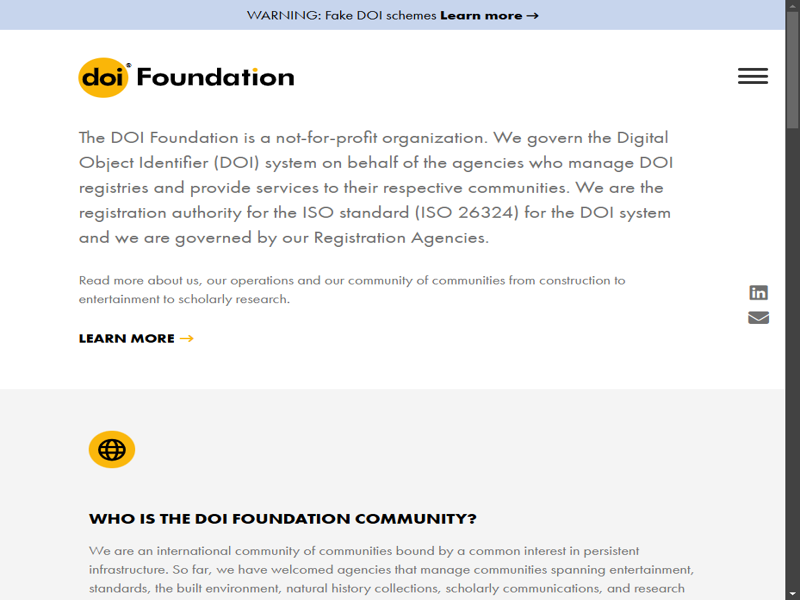 WARNING: Fake DOI schemes Learn more →
doi® Foundation
The DOI Foundation is a not-for-profit organization. We govern the Digital
Object Identifier (DOI) system on behalf of the agencies who manage DOI
registries and provide services to their respective communities. We are the
registration authority for the ISO standard (ISO 26324) for the DOI system
and we are governed by our Registration Agencies.
Read more about us, our operations and our community of communities from construction to
entertainment to scholarly research.
LEARN MORE →
in
WHO IS THE DOI FOUNDATION COMMUNITY?
We are an international community of communities bound by a common interest in persistent
infrastructure. So far, we have welcomed agencies that manage communities spanning entertainment,
standards, the built environment, natural history collections, scholarly communications, and research